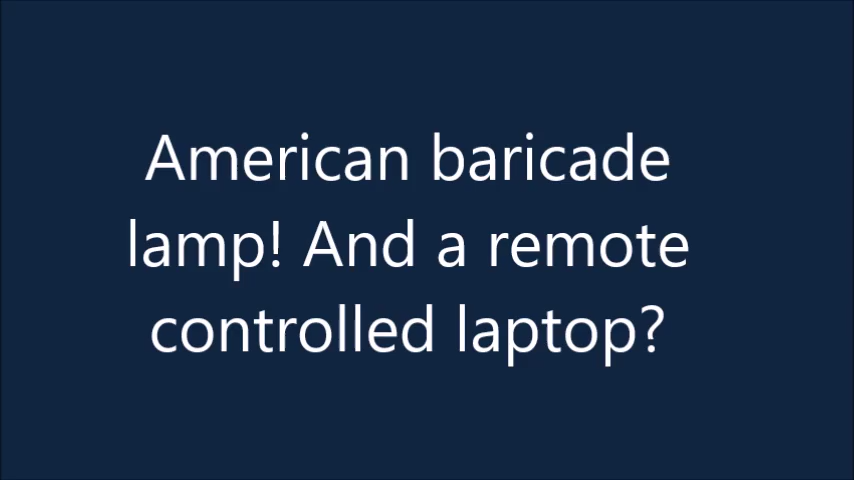 American baricade
lamp! And a remote
controlled laptop?